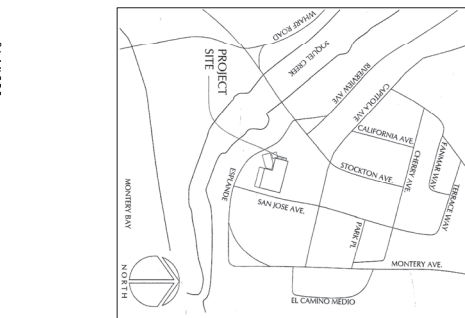 WHARF ROAD
SOQUEL CREEK
RIVERVIEW AVE
CAPITOLA AVE
PROJECT
SITE
CALIFORNIA AVE.
FANMAR WAY
CHERRY AVE.
STOCKTON AVE.
TERRACE WAY
ESPLANDE
SAN JOSE AVE.
PARK PL.
MONTERY BAY
NORTH
MONTERY AVE.
EL CAMINO MEDIO